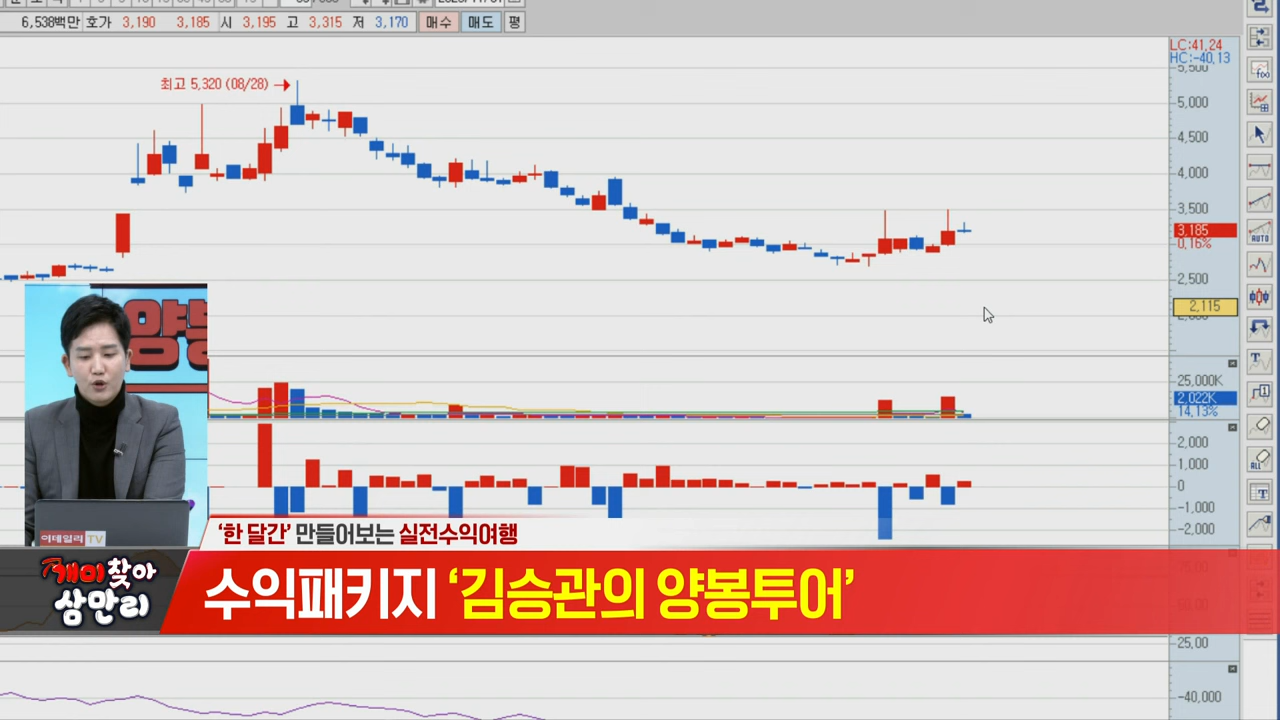 6,538백만 호가 3,190 3,185 시 3,195 고 3,315 저 3,170 매수 매도 평
LC:41,24
HC:-40,13
최고 5,320 (08/28)
5,000
4,500
4,000
3,500
3,185
0,16%
2,500
2,115
25,000K
2,022K
14,13%
2,000
1,000
0
-1,000
-2,000
25,00
-40,000
AUTO
ALL
양봉
이데일리 TV
'한 달간' 만들어보는 실전수익여행
개미찾아
삼만리
수익패키지 '김승관의 양봉투어'